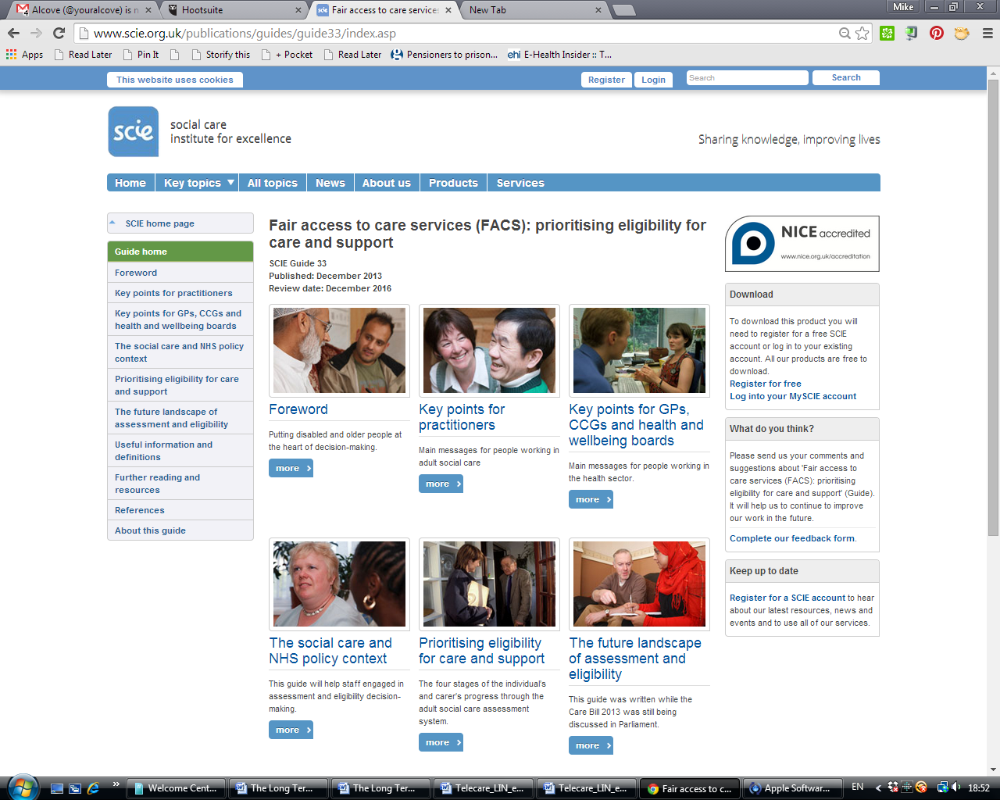 Alcove (@youralcove) is n
Hootsuite
Fair access to care services
New Tab
Mike
www.scie.org.uk/publications/guides/guide33/index.asp
Apps
Read Later
Pin It
Storify this
+ Pocket
Read Later
Pensioners to prison...
ehi E-Health Insider :: T...
This website uses cookies
Register
Login
Search
Search
scie
social care
institute for excellence
Sharing knowledge, improving lives
Home
Key topics
All topics
News
About us
Products
Services
SCIE home page
Guide home
Foreword
Key points for practitioners
Key points for GPs, CCGs and
health and wellbeing boards
The social care and NHS policy
context
Prioritising eligibility for care
and support
The future landscape of
assessment and eligibility
Useful information and
definitions
Further reading and
resources
References
About this guide
Fair access to care services (FACS): prioritising eligibility for
care and support
SCIE Guide 33
Published: December 2013
Review date: December 2016
Foreword
Putting disabled and older people at
the heart of decision-making.
more
Key points for
practitioners
Main messages for people working in
adult social care
more
Key points for GPs,
CCGs and health and
wellbeing boards
Main messages for people working in
the health sector.
more
The social care and
NHS policy context
This guide will help staff engaged in
assessment and eligibility decision-
making.
more
Prioritising eligibility
for care and support
The four stages of the individual's
and carer's progress through the
adult social care assessment
system.
more
The future landscape
of assessment and
eligibility
This guide was written while the
Care Bill 2013 was still being
discussed in Parliament.
more
NICE accredited
www.nice.org.uk/accreditation
Download
To download this product you will
need to register for a free SCIE
account or log in to your existing
account. All our products are free to
download.
Register for free
Log into your MySCIE account
What do you think?
Please send us your comments and
suggestions about 'Fair access to
care services (FACS): prioritising
eligibility for care and support' (Guide).
It will help us to continue to improve
our work in the future.
Complete our feedback form.
Keep up to date
Register for a SCIE account to hear
about our latest resources, news and
events and to use all of our services.
Welcome Cent...
The Long Ter...
The Long Ter...
Telecare_LIN_e...
Telecare_LIN_e...
Fair access to c...
Apple Softwar...
EN
18:52